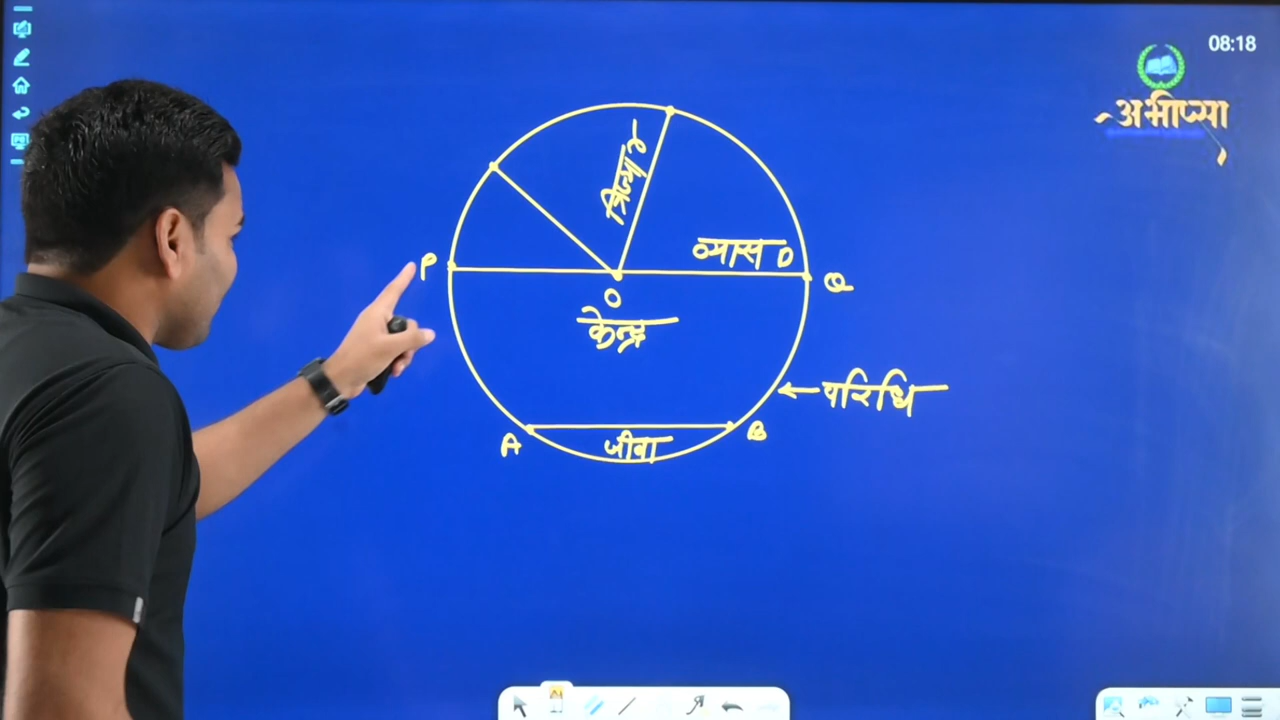 08:18
अभीप्सा
त्रिज्या r
व्यास D
P
Q
O
केन्द्र
परिधि
A
B
जीवा